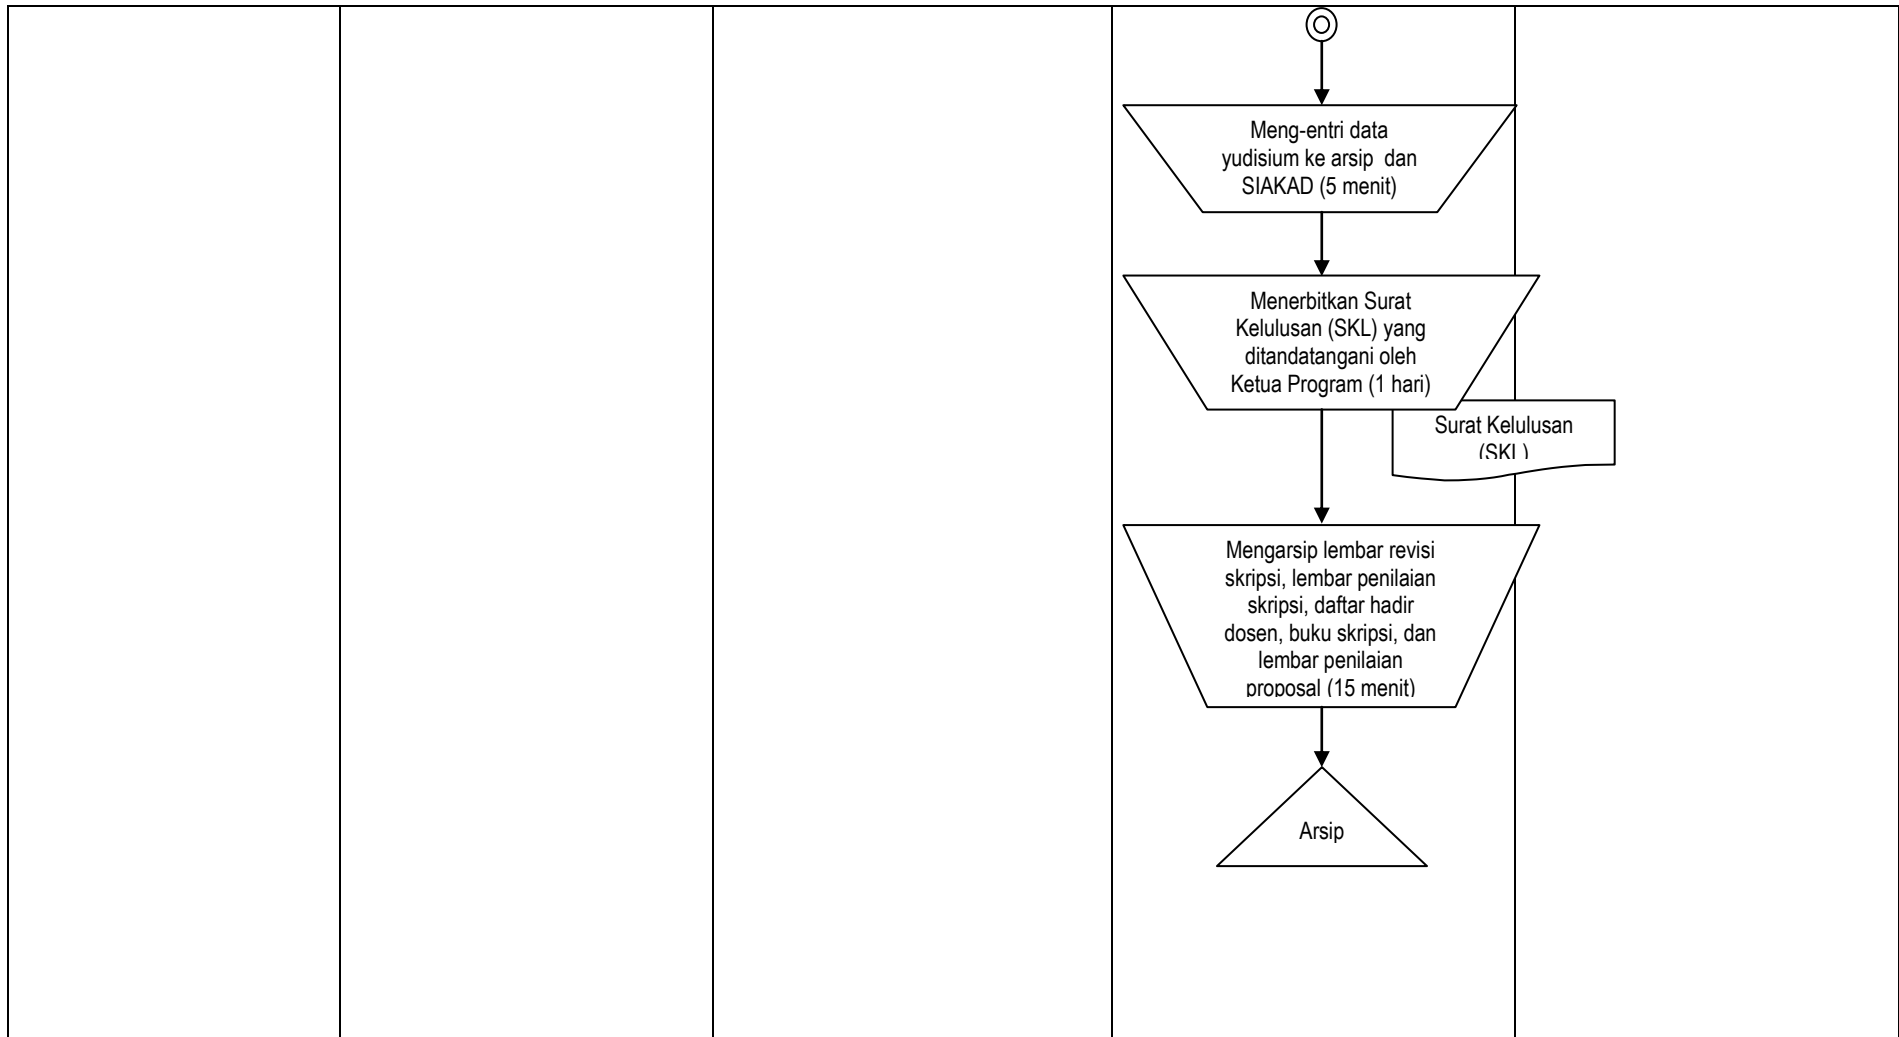 Meng-entri data
yudisium ke arsip dan
SIAKAD (5 menit)
Menerbitkan Surat
Kelulusan (SKL) yang
ditandatangani oleh
Ketua Program (1 hari)
Surat Kelulusan
(SKL)
Mengarsip lembar revisi
skripsi, lembar penilaian
skripsi, daftar hadir
dosen, buku skripsi, dan
lembar penilaian
proposal (15 menit)
Arsip